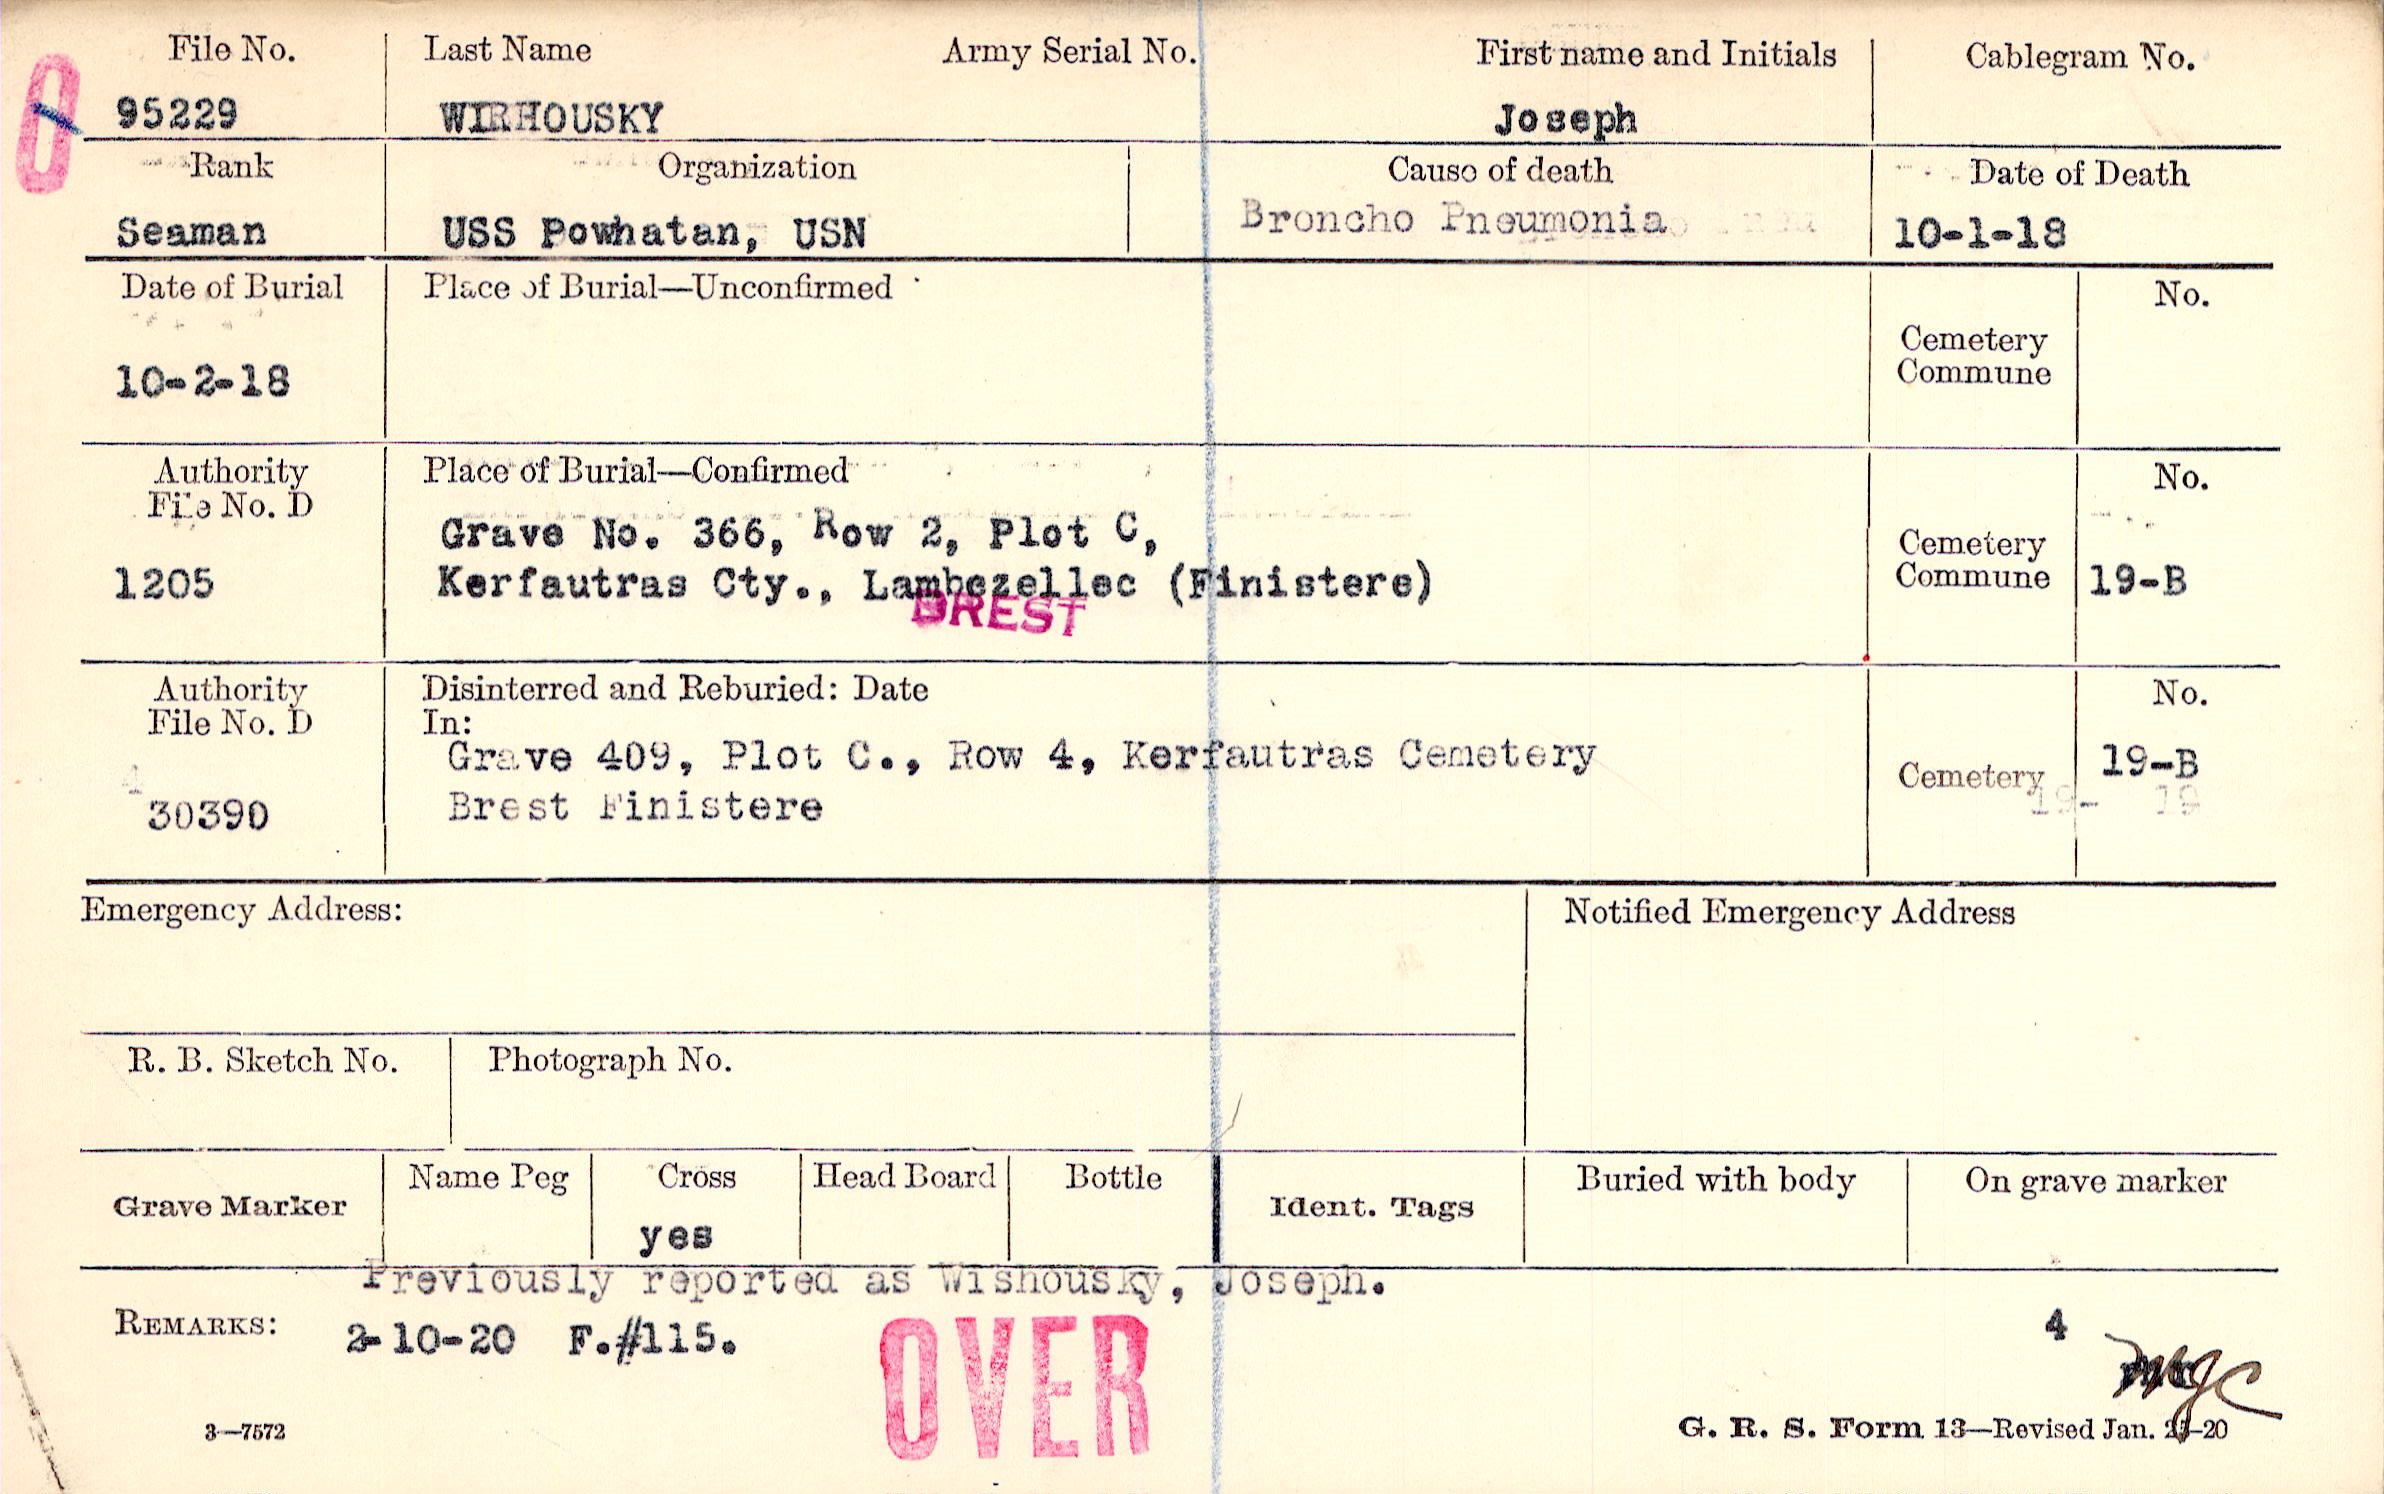 File No. Last Name Army Serial No. First name and Initials Cablegram No.
0
95229 WIRHOUSKY Joseph
Rank Organization Cause of death Date of Death
Seaman USS Powhatan, USN Broncho Pneumonia 10-1-18
Date of Burial Place of Burial—Unconfirmed No.
Cemetery
Commune
10-2-18
Authority Place of Burial—Confirmed No.
File No. D
Grave No. 366, Row 2, Plot C,
Cemetery
1205 Kerfautras Cty., Lambezellec (Finistere) Commune 19-B
BREST
Authority Disinterred and Reburied: Date No.
File No. D In:
Grave 409, Plot C., Row 4, Kerfautras Cemetery Cemetery 19-B
30390 Brest Finistere 19- 19
Emergency Address: Notified Emergency Address
R. B. Sketch No. Photograph No.
Grave Marker Name Peg Cross Head Board Bottle Ident. Tags Buried with body On grave marker
yes
Previously reported as Wishousky, Joseph.
REMARKS: 2-10-20 F.#115. 4
OVER
3—7572 G. R. S. Form 13—Revised Jan. 2-20